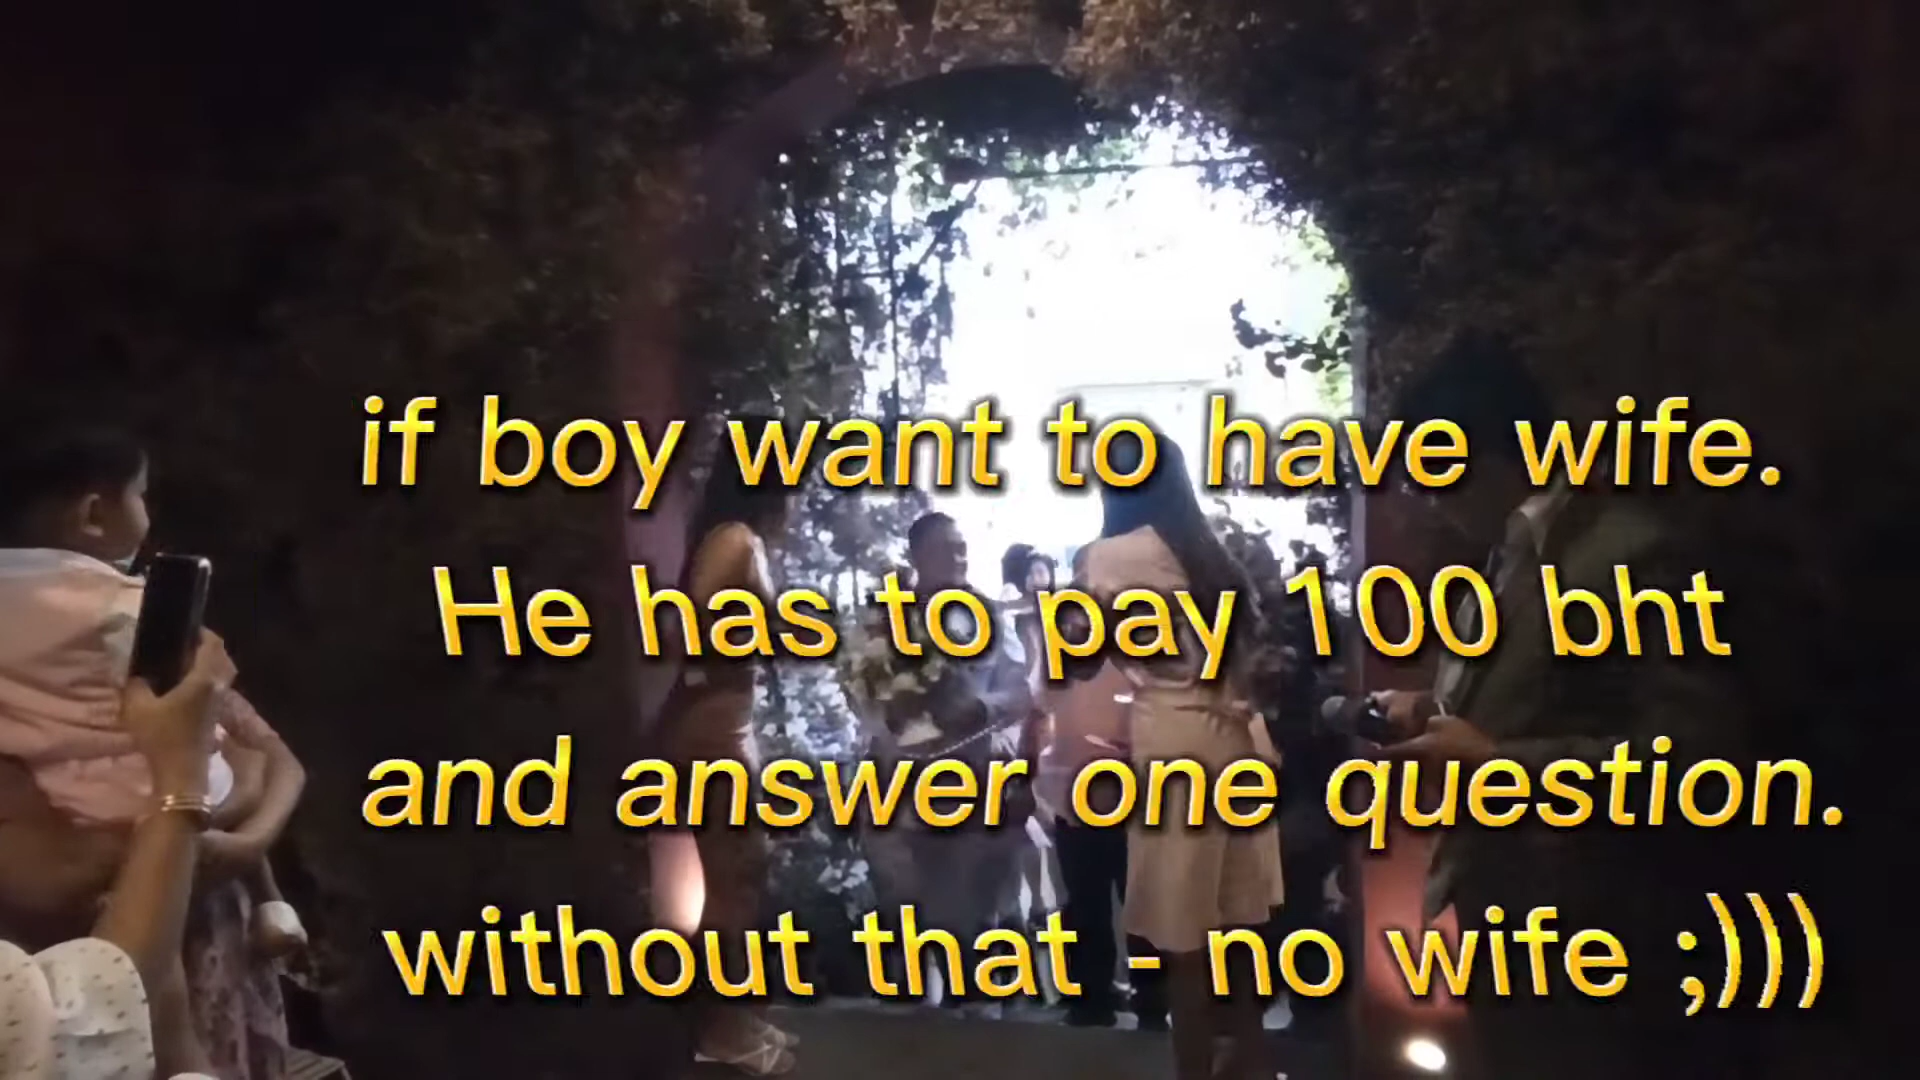 if boy want to have wife.
He has to pay 100 bht
and answer one question.
without that - no wife ;)))